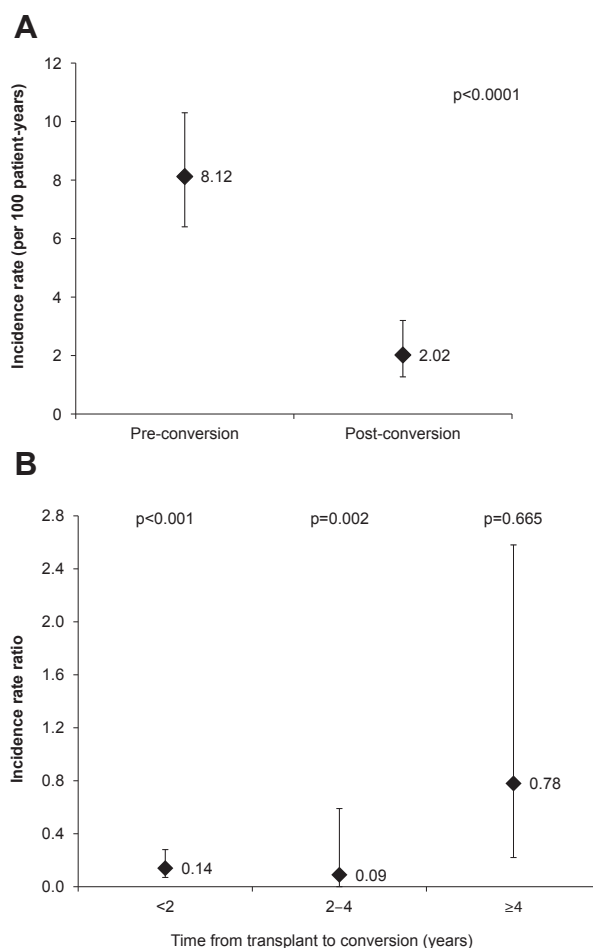 A
12
p<0.0001
10
8
8.12
6
4
2
2.02
0
Incidence rate (per 100 patient-years)
Pre-conversion
Post-conversion
B
2.8
p<0.001
p=0.002
p=0.665
2.4
2.0
1.6
1.2
0.8
0.78
0.4
0.14
0.09
0.0
Incidence rate ratio
<2
2–4
≥4
Time from transplant to conversion (years)